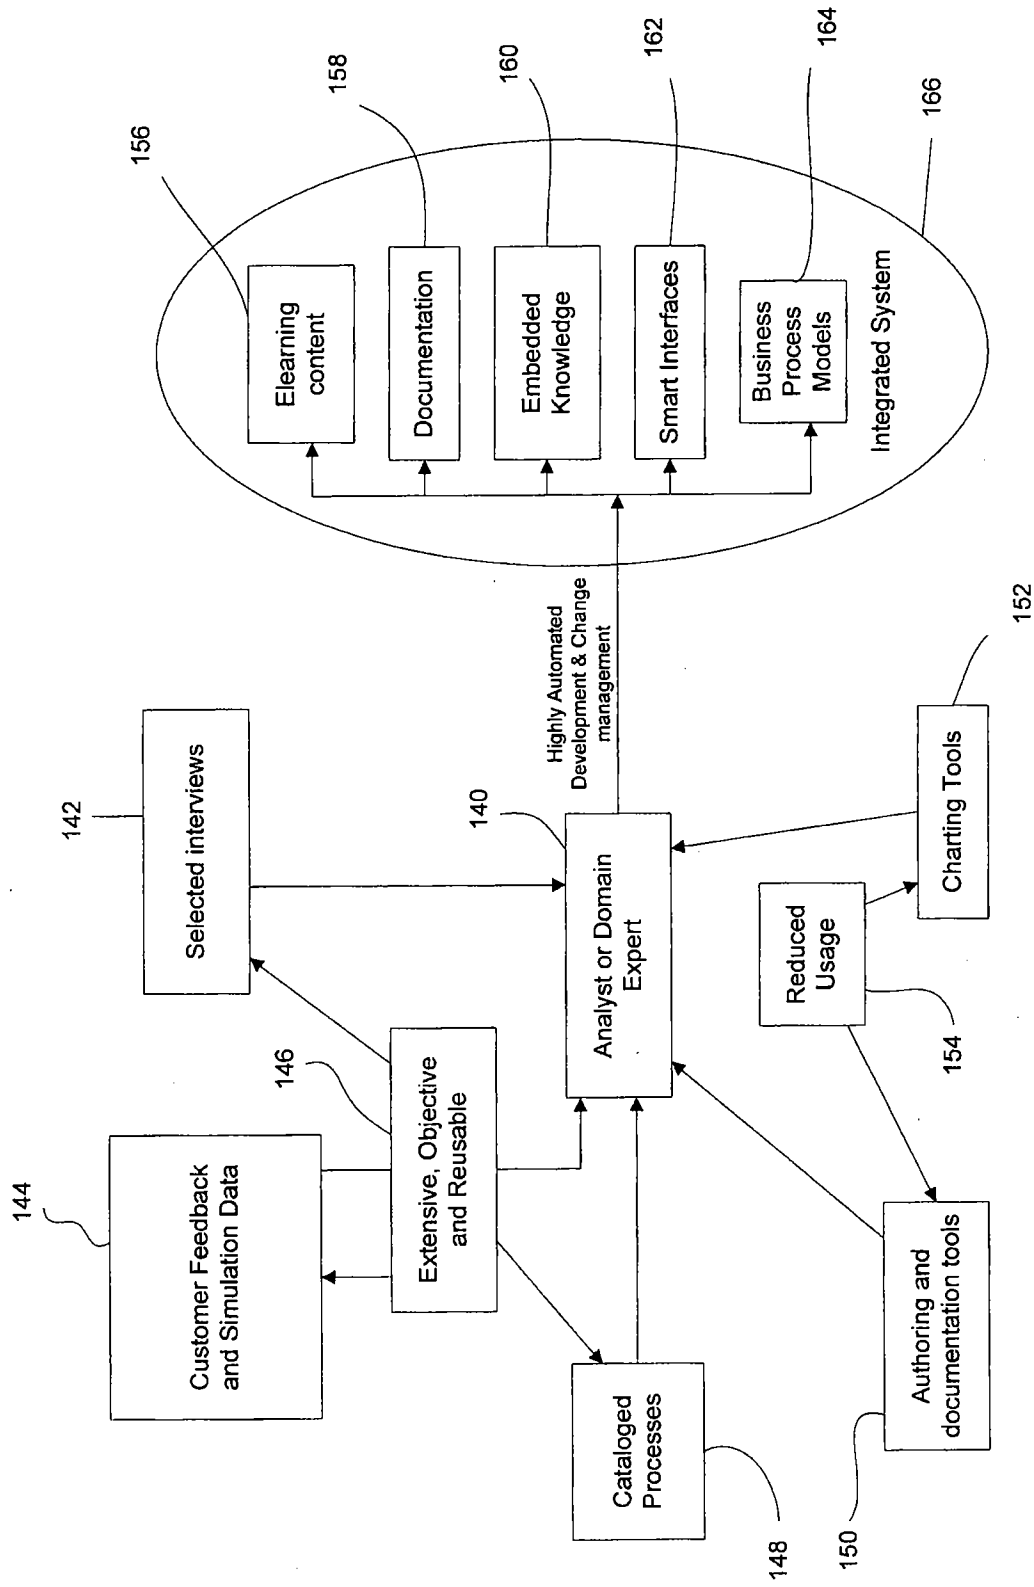 144
Customer Feedback
and Simulation Data
142
Selected interviews
146
Extensive, Objective
and Reusable
140
Analyst or Domain
Expert
148
Cataloged
Processes
150
Authoring and
documentation tools
154
Reduced
Usage
152
Charting Tools
Highly Automated
Development & Change
management
156
Elearning
content
158
Documentation
160
Embedded
Knowledge
162
Smart Interfaces
164
Business
Process
Models
Integrated System
166